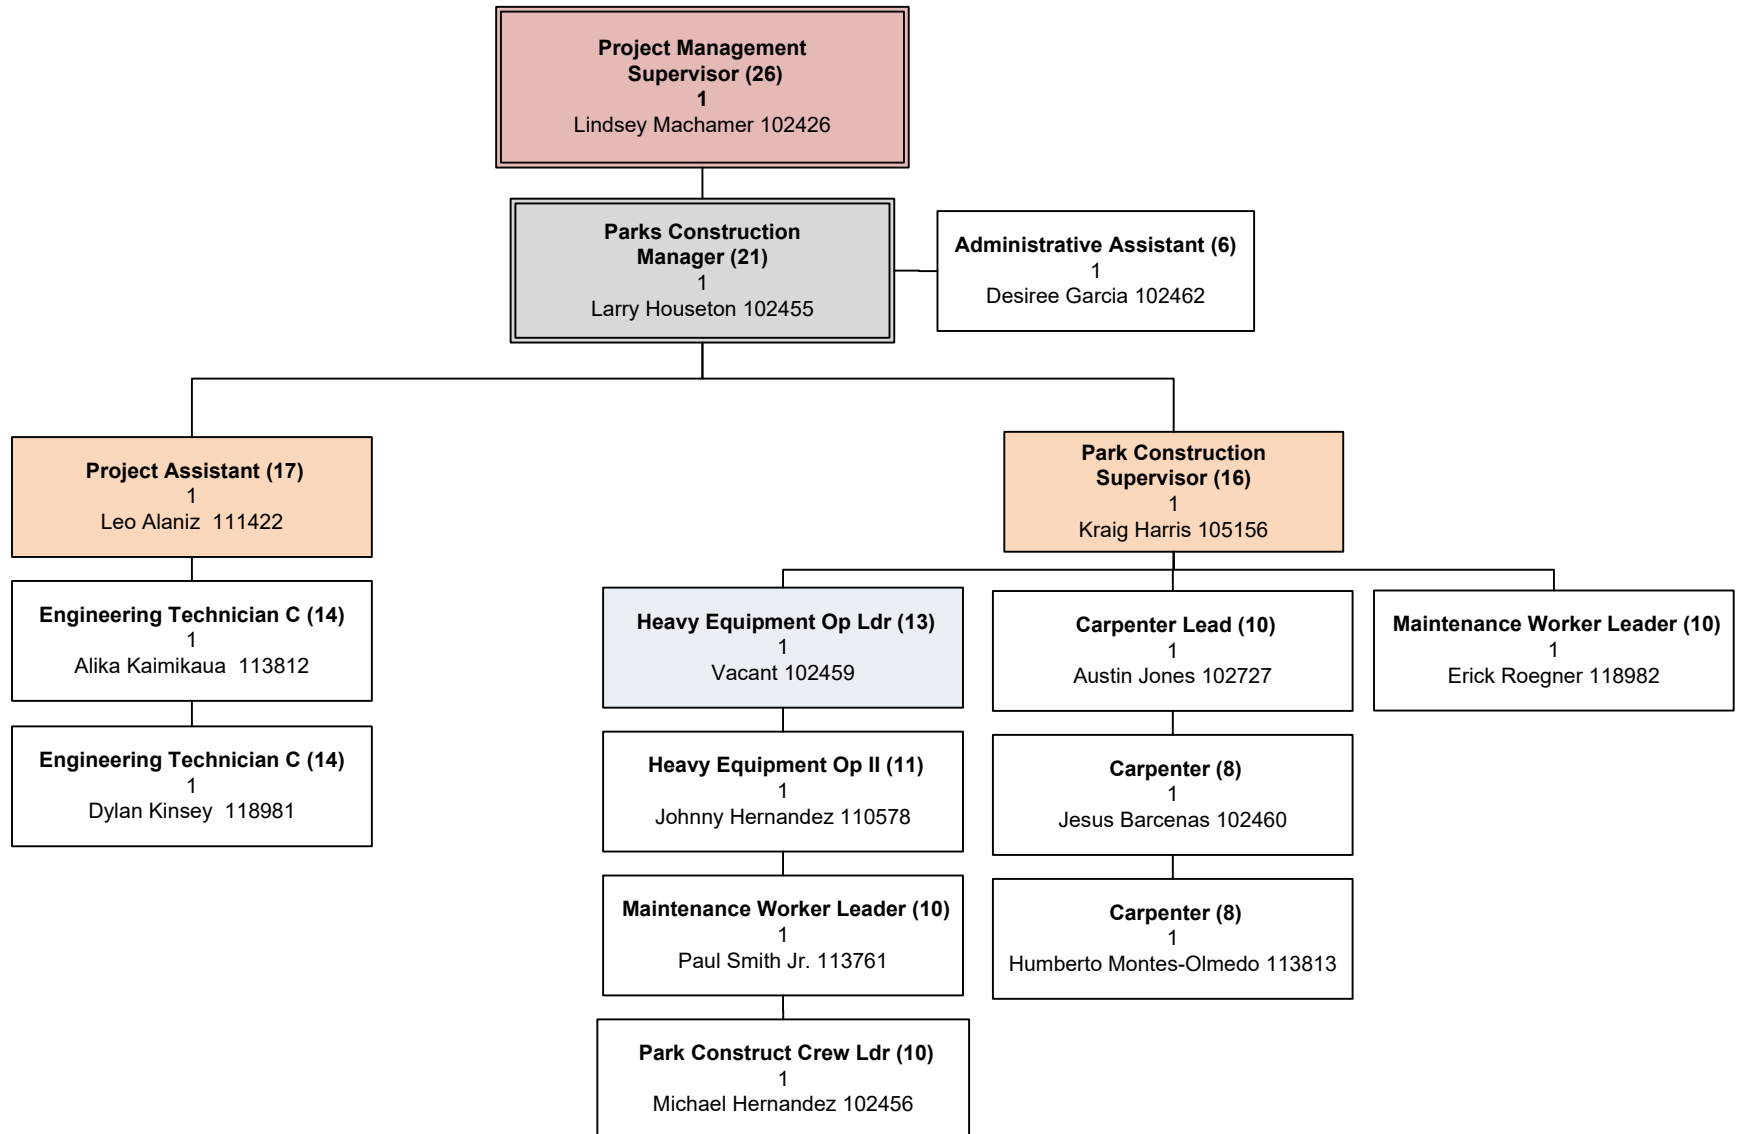 Project Management
Supervisor (26)
1
Lindsey Machamer 102426
Parks Construction
Manager (21)
1
Larry Houseton 102455
Administrative Assistant (6)
1
Desiree Garcia 102462
Project Assistant (17)
1
Leo Alaniz  111422
Engineering Technician C (14)
1
Alika Kaimikaua  113812
Engineering Technician C (14)
1
Dylan Kinsey  118981
Park Construction
Supervisor (16)
1
Kraig Harris 105156
Heavy Equipment Op Ldr (13)
1
Vacant 102459
Heavy Equipment Op II (11)
1
Johnny Hernandez 110578
Maintenance Worker Leader (10)
1
Paul Smith Jr. 113761
Park Construct Crew Ldr (10)
1
Michael Hernandez 102456
Carpenter Lead (10)
1
Austin Jones 102727
Carpenter (8)
1
Jesus Barcenas 102460
Carpenter (8)
1
Humberto Montes-Olmedo 113813
Maintenance Worker Leader (10)
1
Erick Roegner 118982